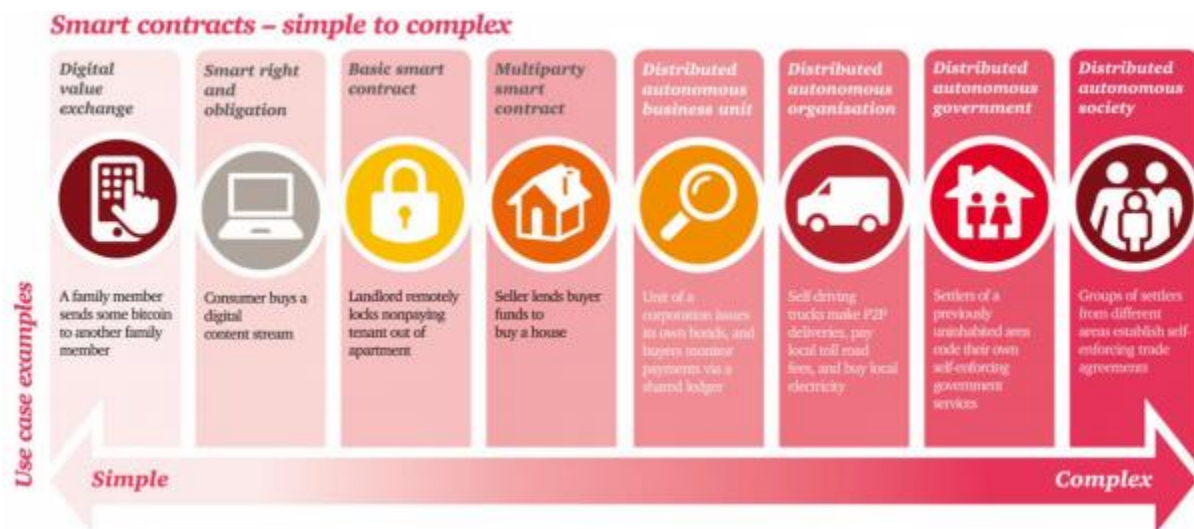 Smart contracts – simple to complex
Digital
value
exchange
A family member
sends some bitcoin
to another family
member
Smart right
and
obligation
Consumer buys a
digital
content stream
Basic smart
contract
Landlord remotely
locks nonpaying
tenant out of
apartment
Multiparty
smart
contract
Seller lends buyer
funds to
buy a house
Distributed
autonomous
business unit
Unit of a
corporation issues
its own bonds, and
buyers monitor
payments via a
shared ledger
Distributed
autonomous
organisation
Self-driving
trucks make P2P
deliveries, pay
local toll road
fees, and buy local
electricity
Distributed
autonomous
government
Settlers of a
previously
uninhabited area
code their own
self-enforcing
government
services
Distributed
autonomous
society
Groups of settlers
from different
areas establish self-
enforcing trade
agreements
Use case examples
Simple
Complex